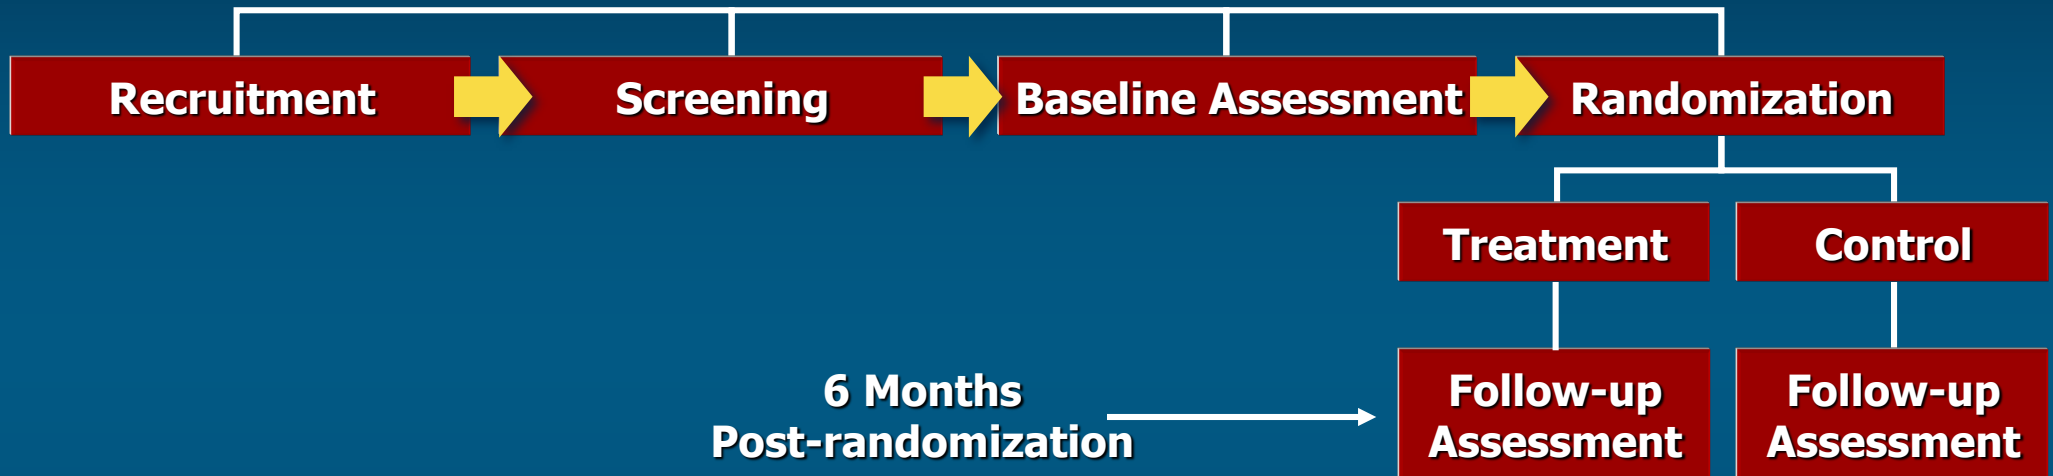 Recruitment
Screening
Baseline Assessment
Randomization
Treatment
Control
6 Months
Post-randomization
Follow-up
Assessment
Follow-up
Assessment